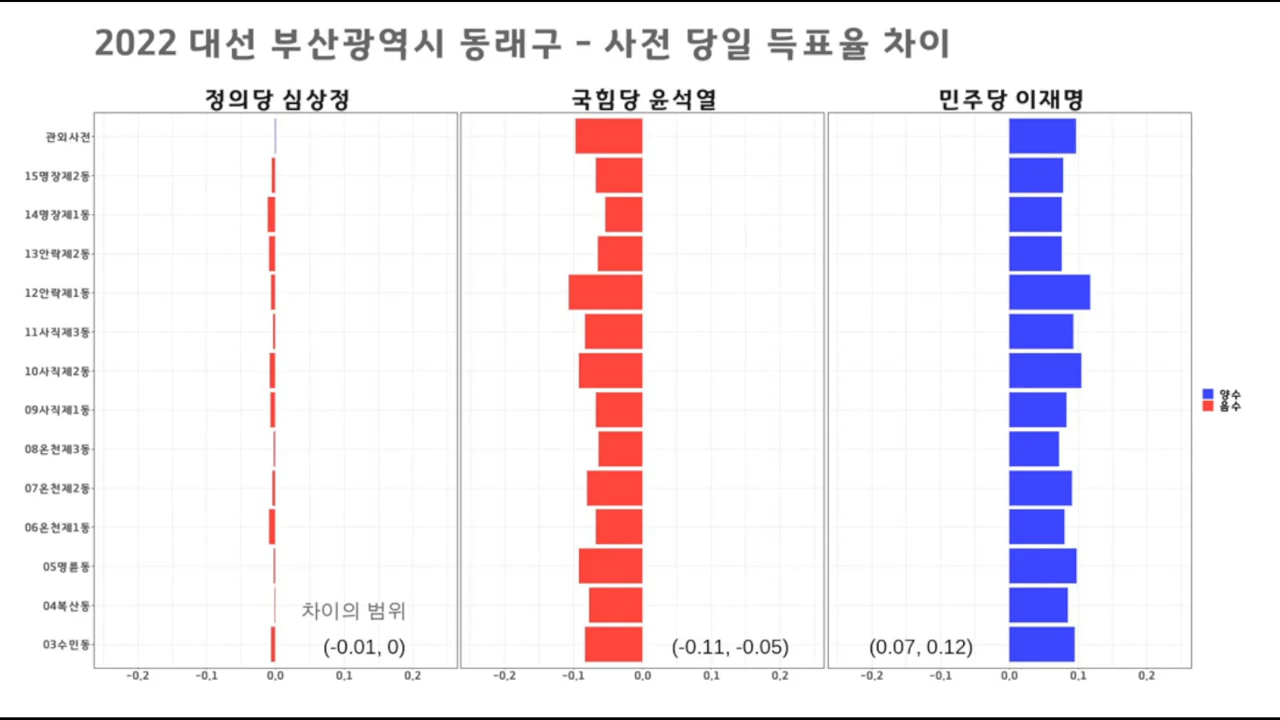 2022 대선 부산광역시 동래구 - 사전 당일 득표율 차이
정의당 심상정
국힘당 윤석열
민주당 이재명
관외사전
15명장제2동
14명장제1동
13안락제2동
12안락제1동
11사직제3동
10사직제2동
09사직제1동
08온천제3동
07온천제2동
06온천제1동
05명륜동
04복산동
03수민동
차이의 범위
(-0.01, 0)
(-0.11, -0.05)
(0.07, 0.12)
-0.2 -0.1 0.0 0.1 0.2
-0.2 -0.1 0.0 0.1 0.2
-0.2 -0.1 0.0 0.1 0.2
양수
음수